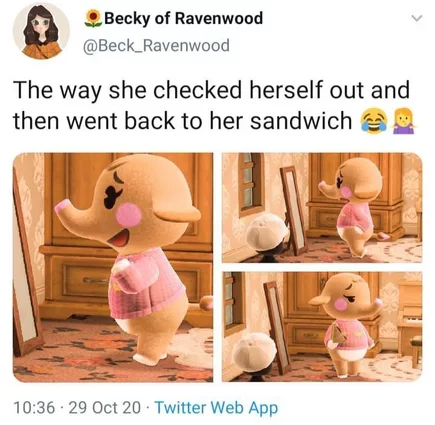 🌻Becky of Ravenwood
@Beck_Ravenwood
The way she checked herself out and
then went back to her sandwich 😂🤷‍♀️
10:36 · 29 Oct 20 · Twitter Web App